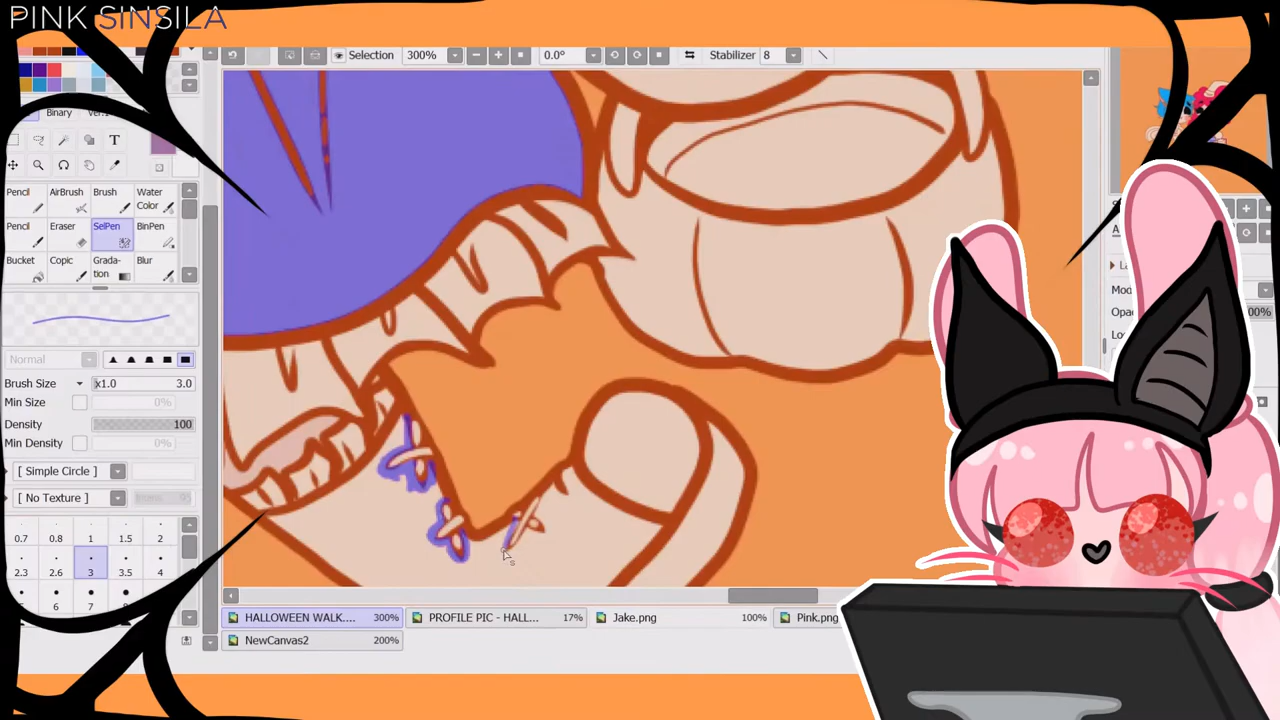 PINK SINSILA
Selection 300% 0.0° Stabilizer 8
Binary
T
Pencil AirBrush Brush Water Color
Pencil Eraser SelPen BinPen
Bucket Copic Grada-tion Blur
Normal
Brush Size x1.0 3.0
Min Size 0%
Density 100
Min Density 0%
[ Simple Circle ]
[ No Texture ]
0.7 0.8 1 1.5 2
2.3 2.6 3 3.5 4
6 7 8
HALLOWEEN WALK.... 300% PROFILE PIC - HALL... 17% Jake.png 100% Pink.png
NewCanvas2 200%